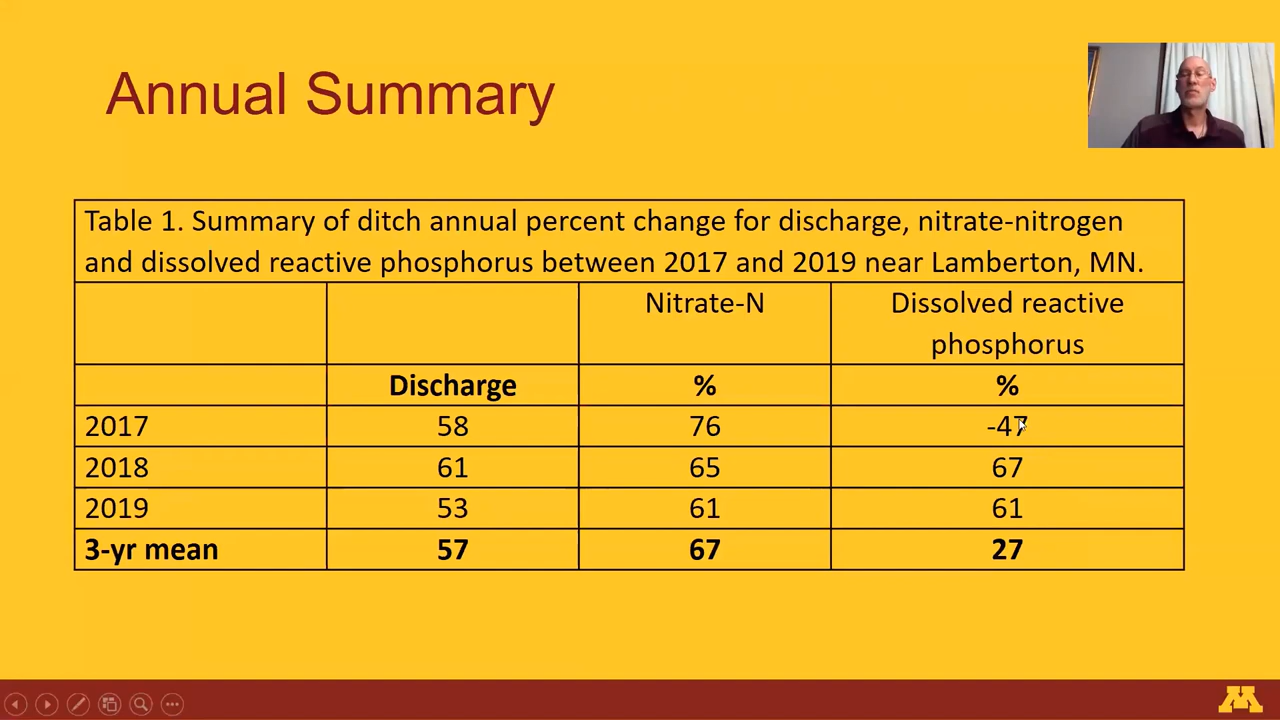 Annual Summary
Table 1. Summary of ditch annual percent change for discharge, nitrate-nitrogen
and dissolved reactive phosphorus between 2017 and 2019 near Lamberton, MN.
Nitrate-N Dissolved reactive
phosphorus
Discharge % %
2017 58 76 -47
2018 61 65 67
2019 53 61 61
3-yr mean 57 67 27
M